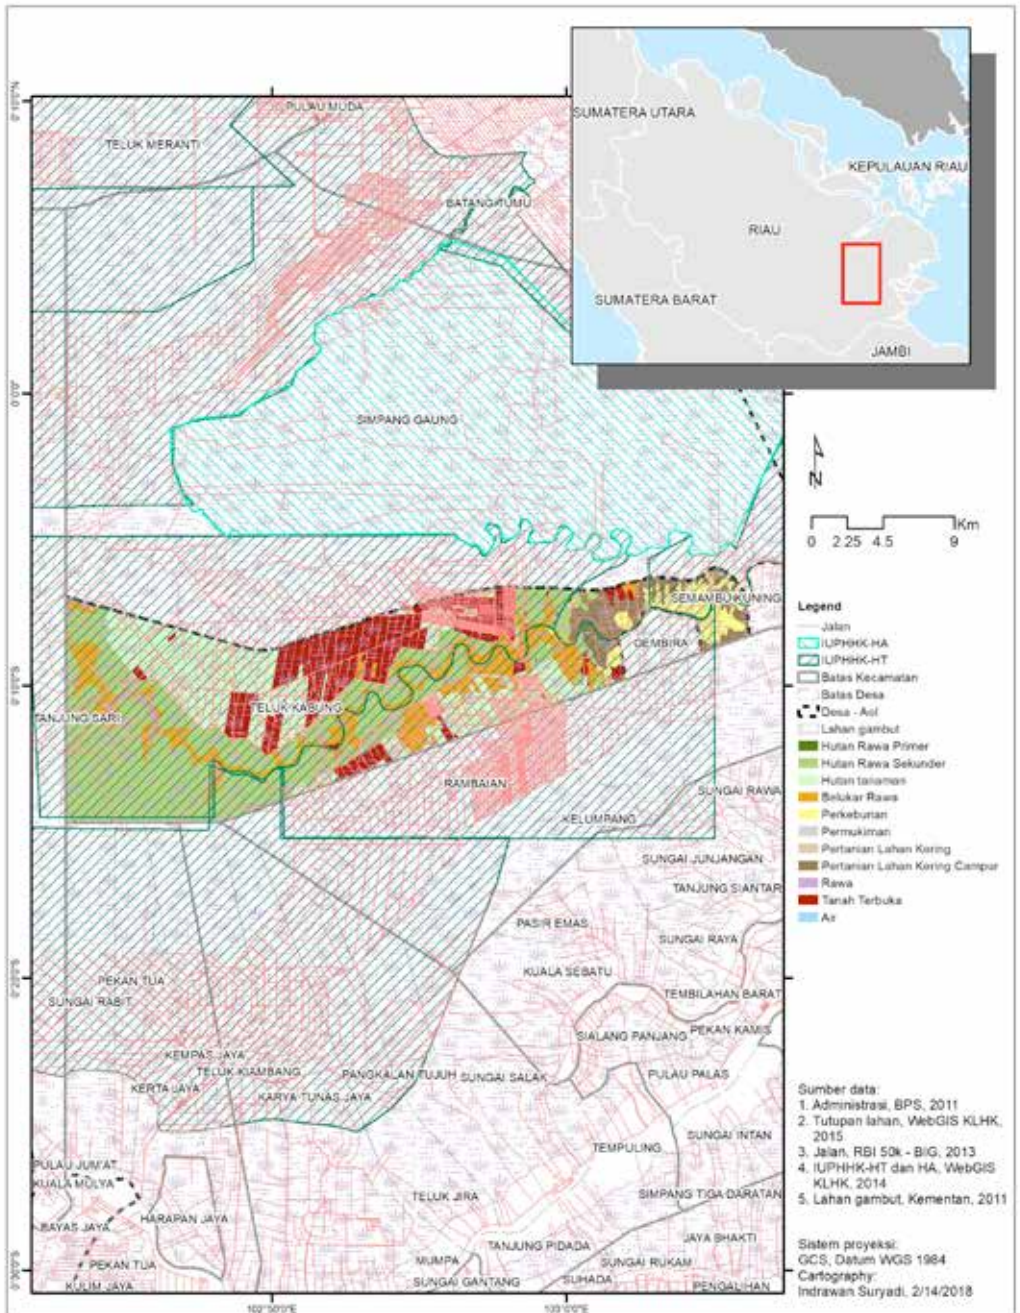 SUMATERA UTARA
KEPULAUAN RIAU
RIAU
SUMATERA BARAT
JAMBI
PULAU MUDA
TELUK MERANTI
BATANG TUMU
SIMPANG GAUNG
SEMAMBU KUNING
GEMBIRA
TELUK KABUNG
TANJUNG SARI
RAMBAIAN
SUNGAI RAWA
KELUMPANG
SUNGAI JUNJANGAN
TANJUNG SIANTAR
PASIR EMAS
SUNGAI RAYA
KUALA SEBATU
PEKAN TUA
SUNGAI RABIT
TEMBILAHAN BARAT
SIALANG PANJANG
PEKAN KAMIS
KEMPAS JAYA
TELUK KIAMBANG
PANGKALAN TUJUH
SUNGAI SALAK
PULAU PALAS
KERTA JAYA
KARYA TUNAS JAYA
SUNGAI INTAN
TEMPULING
PULAU JUM'AT
KUALA MULYA
TELUK JIRA
SIMPANG TIGA DARATAN
HARAPAN JAYA
BAYAS JAYA
JAYA BHAKTI
TANJUNG PIDADA
PEKAN TUA
MUMPA
SUNGAI RUKAM
KULIM JAYA
SUNGAI GANTANG
SUHADA
PENGALIHAN
102°50'0"E
103°0'0"E
N
Km
0 2.25 4.5 9
Legend
Jalan
IUPHHK-HA
IUPHHK-HT
Batas Kecamatan
Batas Desa
Desa - AoI
Lahan gambut
Hutan Rawa Primer
Hutan Rawa Sekunder
Hutan tanaman
Belukar Rawa
Perkebunan
Permukiman
Pertanian Lahan Kering
Pertanian Lahan Kering Campur
Rawa
Tanah Terbuka
Air
Sumber data:
1. Administrasi, BPS, 2011
2. Tutupan lahan, WebGIS KLHK,
2015
3. Jalan, RBI 50k - BIG, 2013
4. IUPHHK-HT dan HA, WebGIS
KLHK, 2014
5. Lahan gambut, Kementan, 2011
Sistem proyeksi:
GCS, Datum WGS 1984
Cartography:
Indrawan Suryadi, 2/14/2018